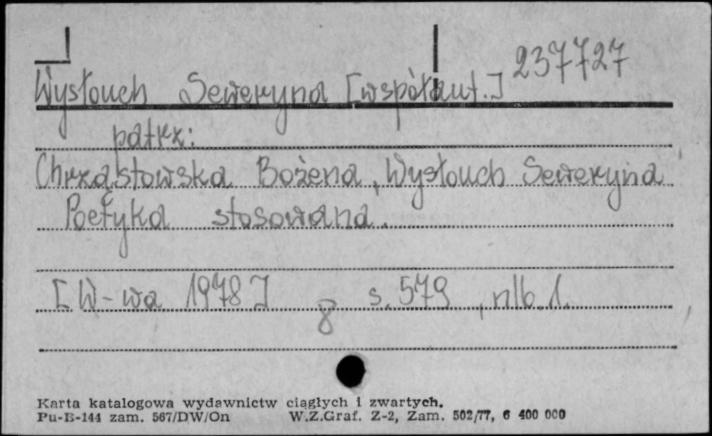 237727
Wysłouch Seweryna [współaut.]
patrz:
Chrząstowska Bożena, Wysłouch Seweryna
Poetyka stosowana.
[W-wa 1978] 8 s. 579, nlb. 1.
Karta katalogowa wydawnictw ciągłych i zwartych.
Pu-B-144 zam. 567/DW/On W.Z.Graf. Z-2, Zam. 502/77, 6 400 000